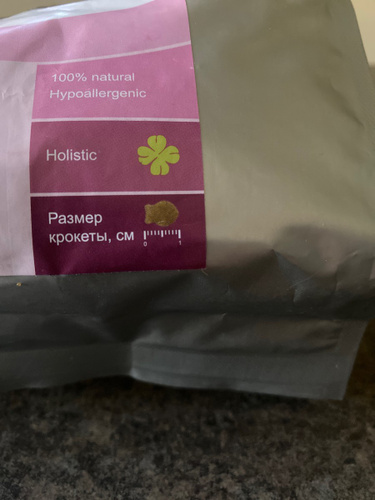 100% natural
Hypoallergenic
Holistic
Размер
крокеты, см
0 1